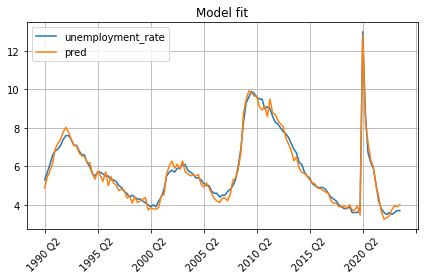 Model fit
unemployment_rate
pred
12
10
8
6
4
1990 Q2
1995 Q2
2000 Q2
2005 Q2
2010 Q2
2015 Q2
2020 Q2